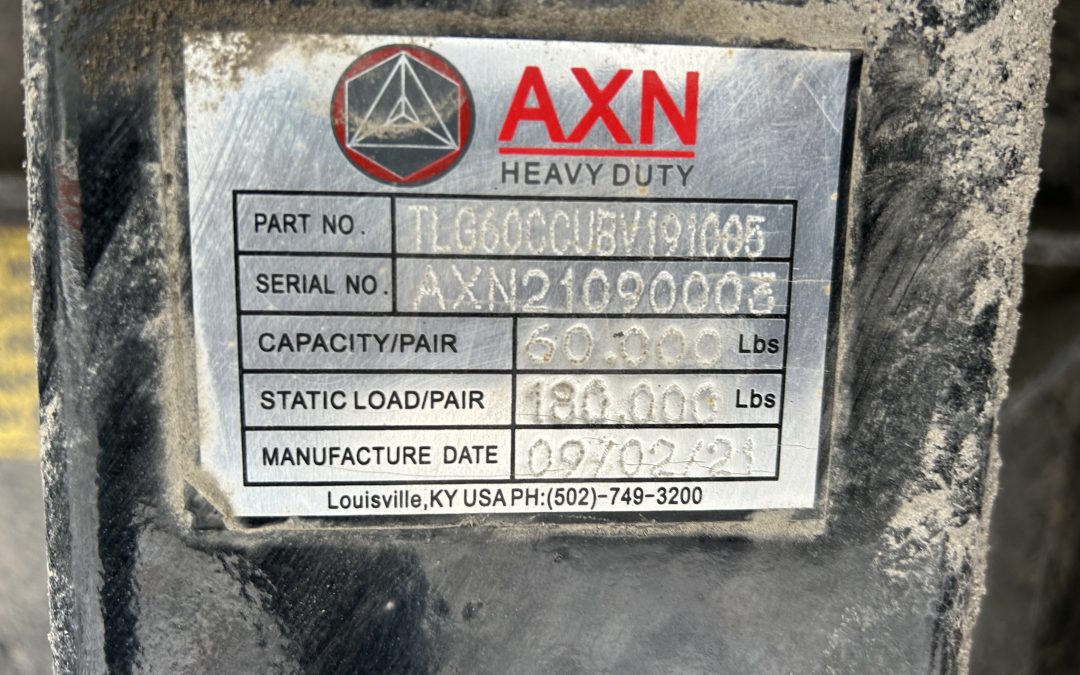 AXN
HEAVY DUTY
PART NO. TLG60CCUBV191005
SERIAL NO. AXN21090003
CAPACITY/PAIR 60.000 Lbs
STATIC LOAD/PAIR 180.000 Lbs
MANUFACTURE DATE 09/02/21
Louisville,KY USA PH:(502)-749-3200